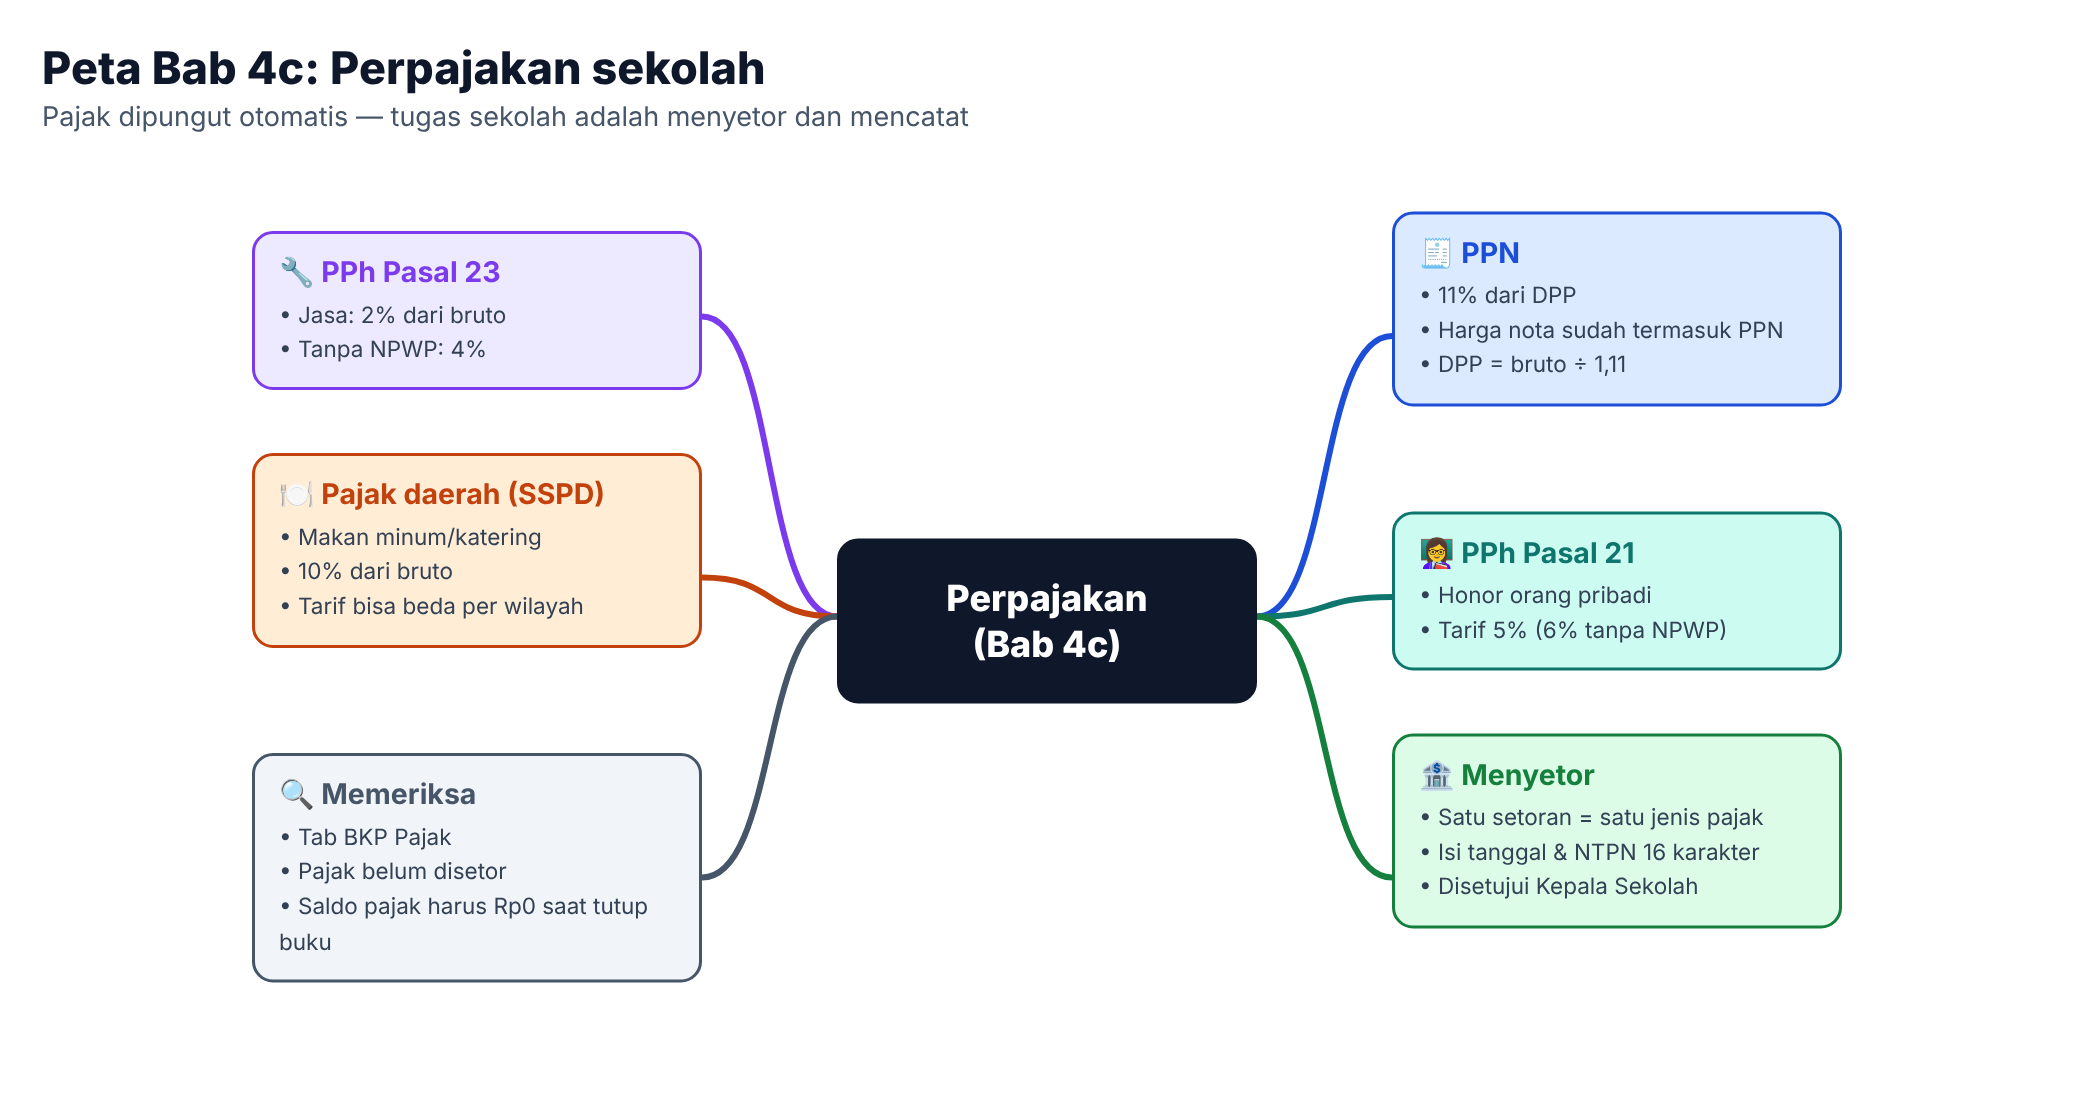 Peta Bab 4c: Perpajakan sekolah
Pajak dipungut otomatis — tugas sekolah adalah menyetor dan mencatat
PPh Pasal 23
• Jasa: 2% dari bruto
• Tanpa NPWP: 4%
Pajak daerah (SSPD)
• Makan minum/katering
• 10% dari bruto
• Tarif bisa beda per wilayah
Memeriksa
• Tab BKP Pajak
• Pajak belum disetor
• Saldo pajak harus Rp0 saat tutup
buku
Perpajakan
(Bab 4c)
PPN
• 11% dari DPP
• Harga nota sudah termasuk PPN
• DPP = bruto ÷ 1,11
PPh Pasal 21
• Honor orang pribadi
• Tarif 5% (6% tanpa NPWP)
Menyetor
• Satu setoran = satu jenis pajak
• Isi tanggal & NTPN 16 karakter
• Disetujui Kepala Sekolah